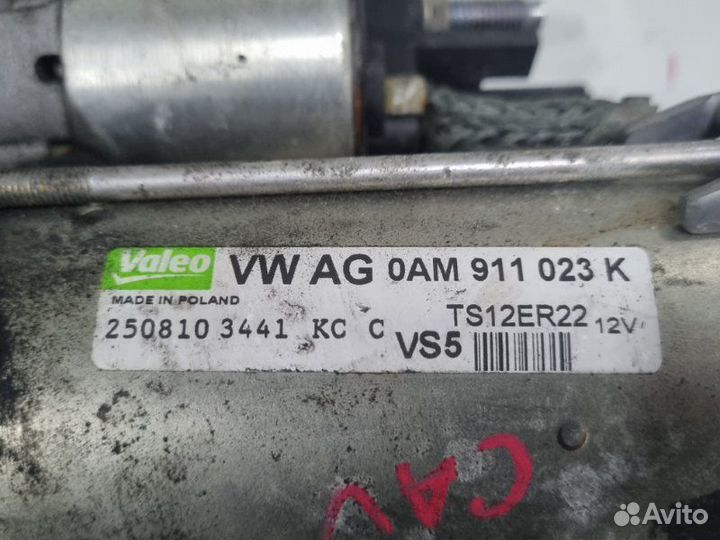 Valeo VW AG 0AM 911 023 K
MADE IN POLAND
TS12ER22 12V
250810 3441 KC C
VS5
CAV
Avito